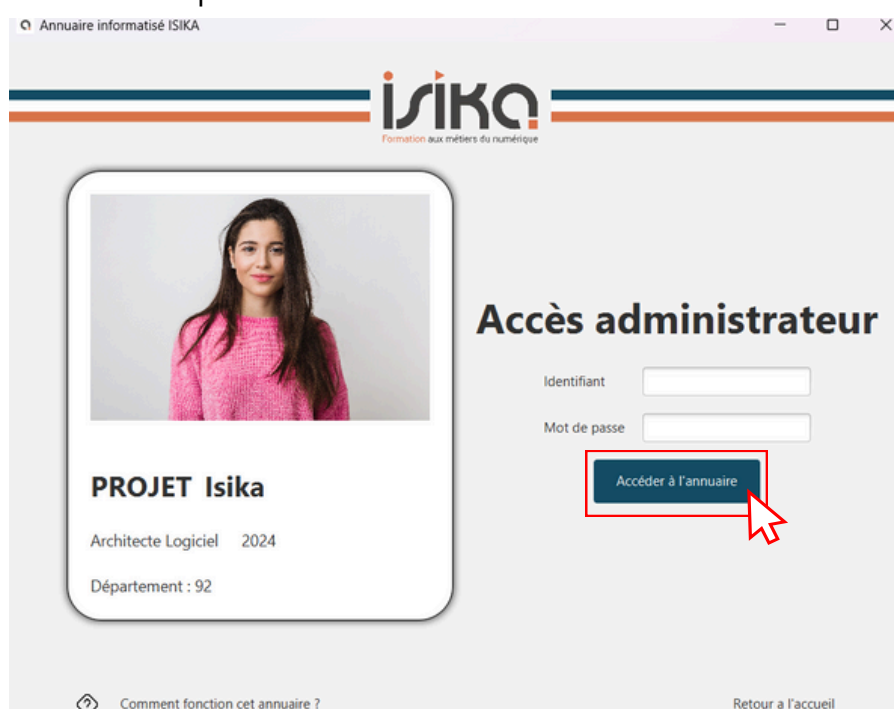 Annuaire informatisé ISIKA
isika
Formation aux métiers du numérique
PROJET Isika
Architecte Logiciel 2024
Département : 92
Accès administrateur
Identifiant
Mot de passe
Accéder à l'annuaire
Comment fonction cet annuaire ?
Retour a l'accueil